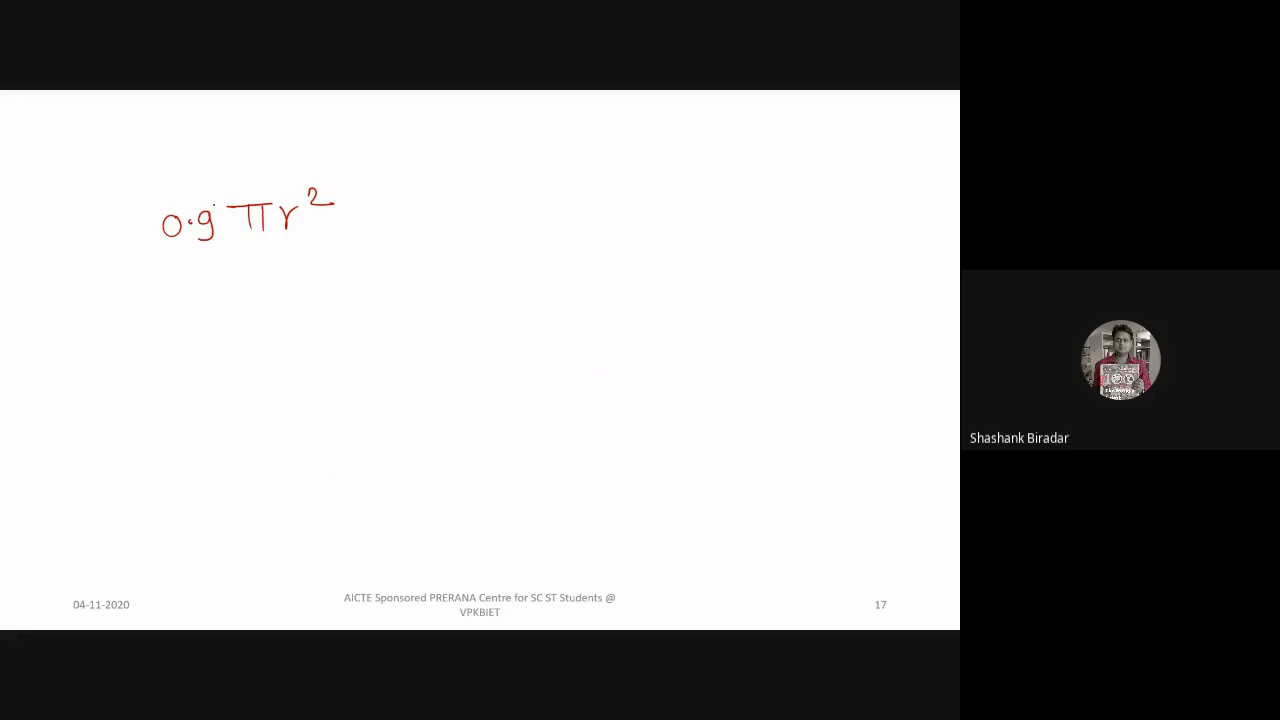 0.9 πr²
Shashank Biradar
04-11-2020
AICTE Sponsored PRERANA Centre for SC ST Students @
VPKBIET
17